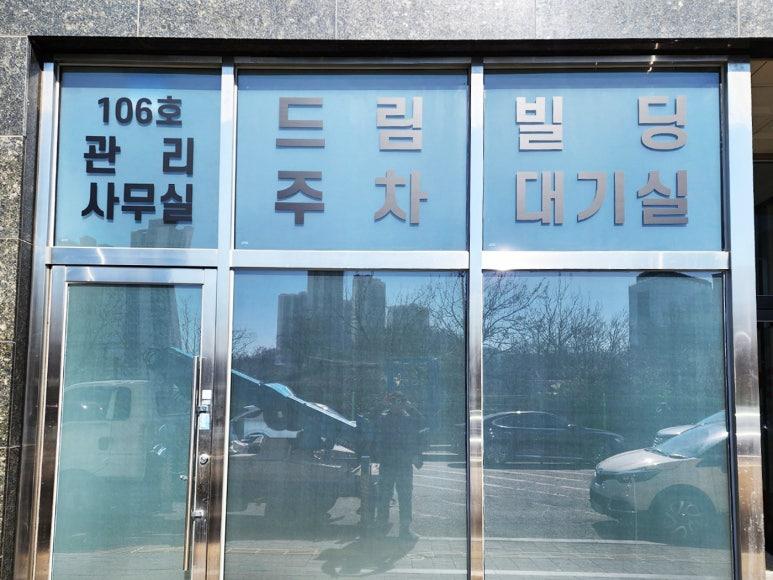 106호
관리
사무실
드림 빌딩
주차 대기실